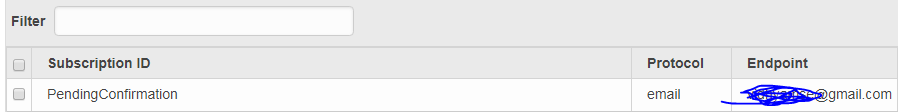 Filter
Subscription ID Protocol Endpoint
PendingConfirmation email @gmail.com